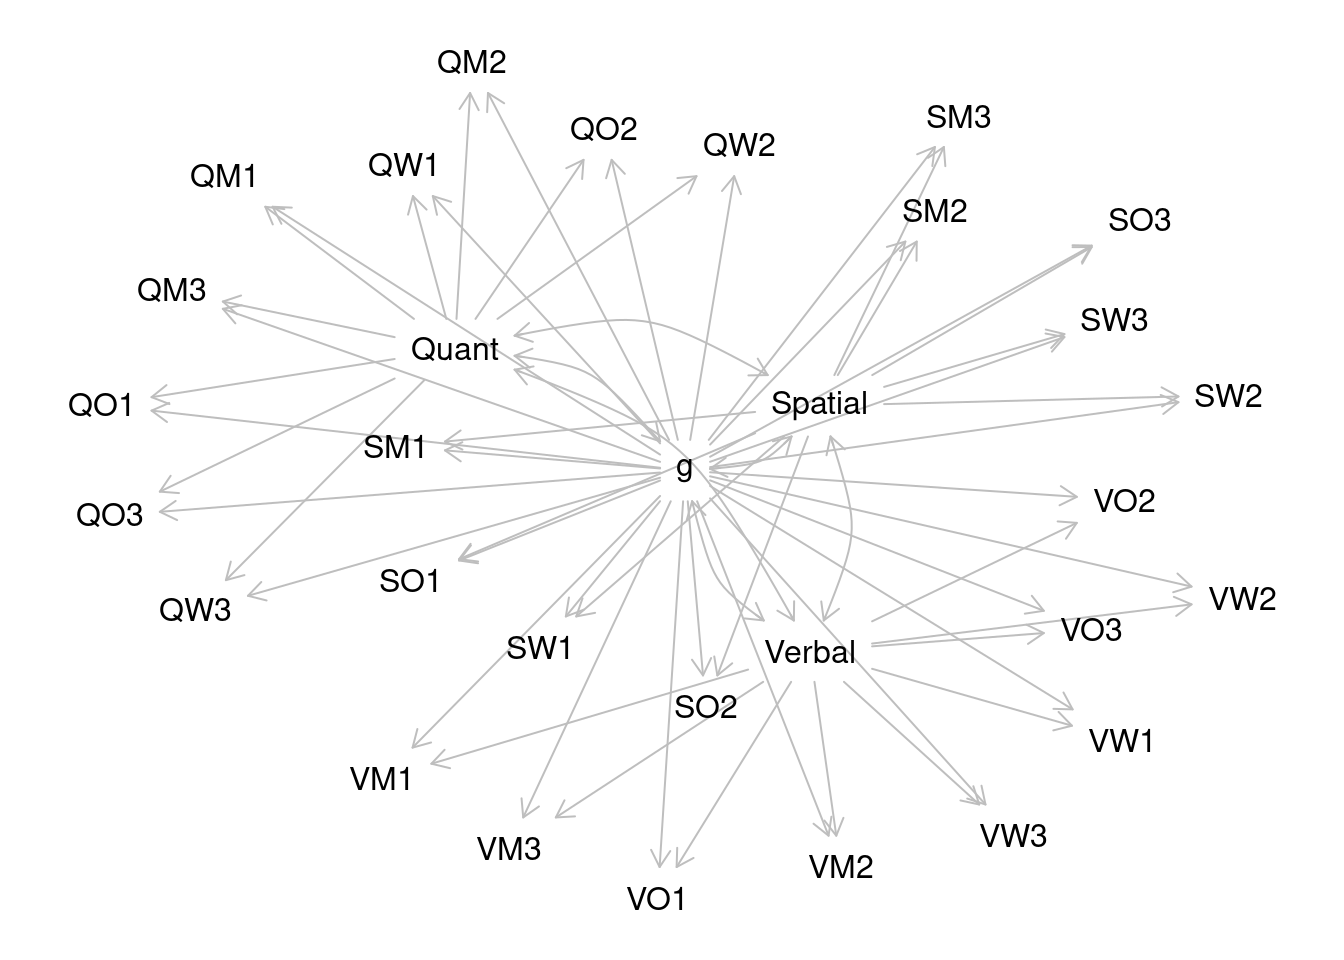 QM2
SM3
QO2
QW2
QW1
QM1
SM2
SO3
QM3
SW3
Quant
SW2
Spatial
QO1
SM1
g
VO2
QO3
SO1
VW2
QW3
VO3
SW1
Verbal
SO2
VW1
VM1
VW3
VM3
VM2
VO1